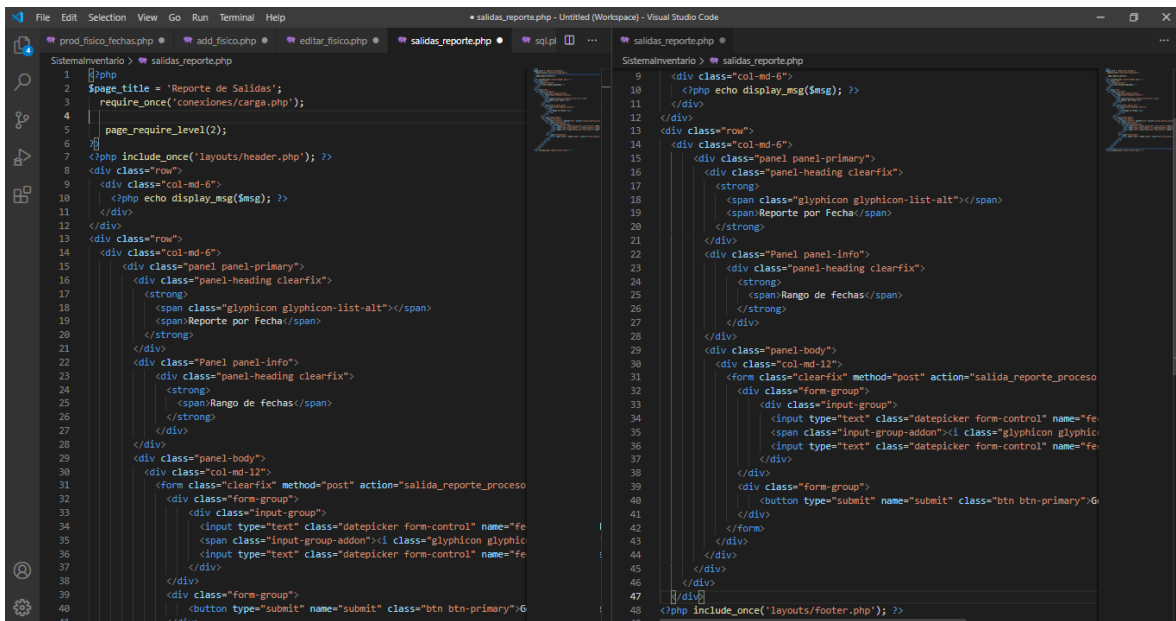 File Edit Selection View Go Run Terminal Help
● salidas_reporte.php - Untitled (Workspace) - Visual Studio Code
prod_fisico_fechas.php ● add_fisico.php ● editar_fisico.php ● salidas_reporte.php ● sql.p
SistemaInventario > salidas_reporte.php
1 <?php
2 $page_title = 'Reporte de Salidas';
3 require_once('conexiones/carga.php');
4
5 page_require_level(2);
6 ?>
7 <?php include_once('layouts/header.php'); ?>
8 <div class="row">
9 <div class="col-md-6">
10 <?php echo display_msg($msg); ?>
11 </div>
12 </div>
13 <div class="row">
14 <div class="col-md-6">
15 <div class="panel panel-primary">
16 <div class="panel-heading clearfix">
17 <strong>
18 <span class="glyphicon glyphicon-list-alt"></span>
19 <span>Reporte por Fecha</span>
20 </strong>
21 </div>
22 <div class="Panel panel-info">
23 <div class="panel-heading clearfix">
24 <strong>
25 <span>Rango de fechas</span>
26 </strong>
27 </div>
28 </div>
29 <div class="panel-body">
30 <div class="col-md-12">
31 <form class="clearfix" method="post" action="salida_reporte_proceso
32 <div class="form-group">
33 <div class="input-group">
34 <input type="text" class="datepicker form-control" name="fe
35 <span class="input-group-addon"><i class="glyphicon glyphic
36 <input type="text" class="datepicker form-control" name="fe
37 </div>
38 </div>
39 <div class="form-group">
40 <button type="submit" name="submit" class="btn btn-primary">G
salidas_reporte.php ●
SistemaInventario > salidas_reporte.php
9 <div class="col-md-6">
10 <?php echo display_msg($msg); ?>
11 </div>
12 </div>
13 <div class="row">
14 <div class="col-md-6">
15 <div class="panel panel-primary">
16 <div class="panel-heading clearfix">
17 <strong>
18 <span class="glyphicon glyphicon-list-alt"></span>
19 <span>Reporte por Fecha</span>
20 </strong>
21 </div>
22 <div class="Panel panel-info">
23 <div class="panel-heading clearfix">
24 <strong>
25 <span>Rango de fechas</span>
26 </strong>
27 </div>
28 </div>
29 <div class="panel-body">
30 <div class="col-md-12">
31 <form class="clearfix" method="post" action="salida_reporte_proceso
32 <div class="form-group">
33 <div class="input-group">
34 <input type="text" class="datepicker form-control" name="fe
35 <span class="input-group-addon"><i class="glyphicon glyphic
36 <input type="text" class="datepicker form-control" name="fe
37 </div>
38 </div>
39 <div class="form-group">
40 <button type="submit" name="submit" class="btn btn-primary">G
41 </div>
42 </form>
43 </div>
44 </div>
45 </div>
46 </div>
47 </div>
48 <?php include_once('layouts/footer.php'); ?>